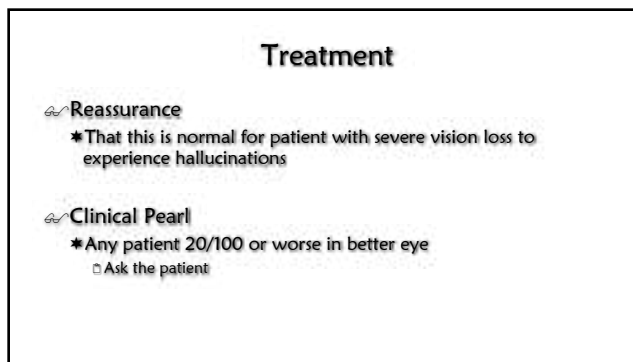 Treatment
Reassurance
That this is normal for patient with severe vision loss to
experience hallucinations
Clinical Pearl
Any patient 20/100 or worse in better eye
Ask the patient